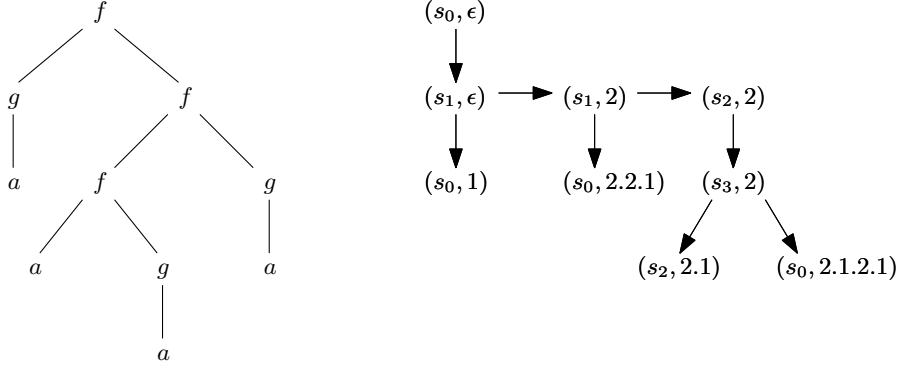 f
(s₀, ϵ)
g f
(s₁, ϵ) (s₁, 2) (s₂, 2)
a f g
(s₀, 1) (s₀, 2.2.1) (s₃, 2)
a g a
(s₂, 2.1) (s₀, 2.1.2.1)
a